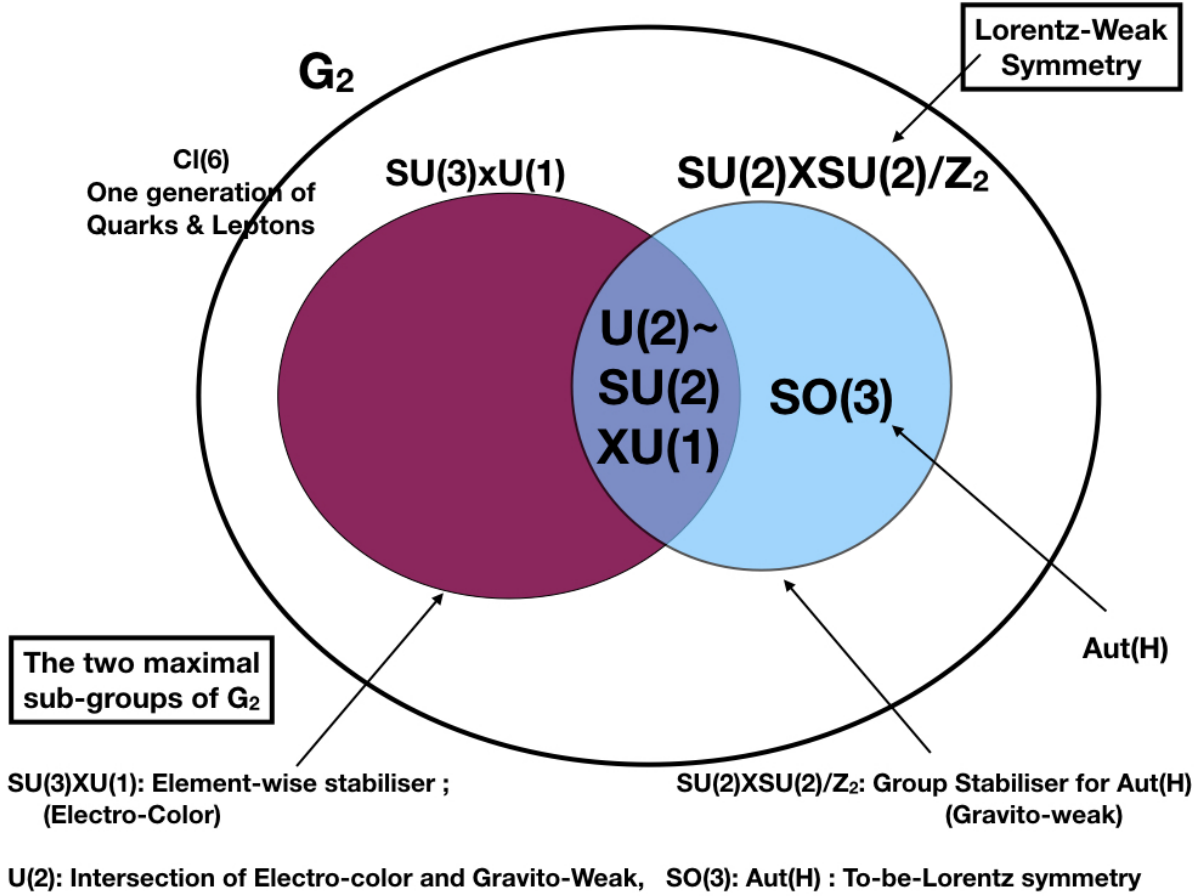 G₂
Lorentz-Weak
Symmetry
Cl(6)
One generation of
Quarks & Leptons
SU(3)xU(1)
SU(2)XSU(2)/Z₂
U(2)~
SU(2)
XU(1)
SO(3)
Aut(H)
The two maximal
sub-groups of G₂
SU(3)XU(1): Element-wise stabiliser ;
(Electro-Color)
SU(2)XSU(2)/Z₂: Group Stabiliser for Aut(H)
(Gravito-weak)
U(2): Intersection of Electro-color and Gravito-Weak, SO(3): Aut(H) : To-be-Lorentz symmetry